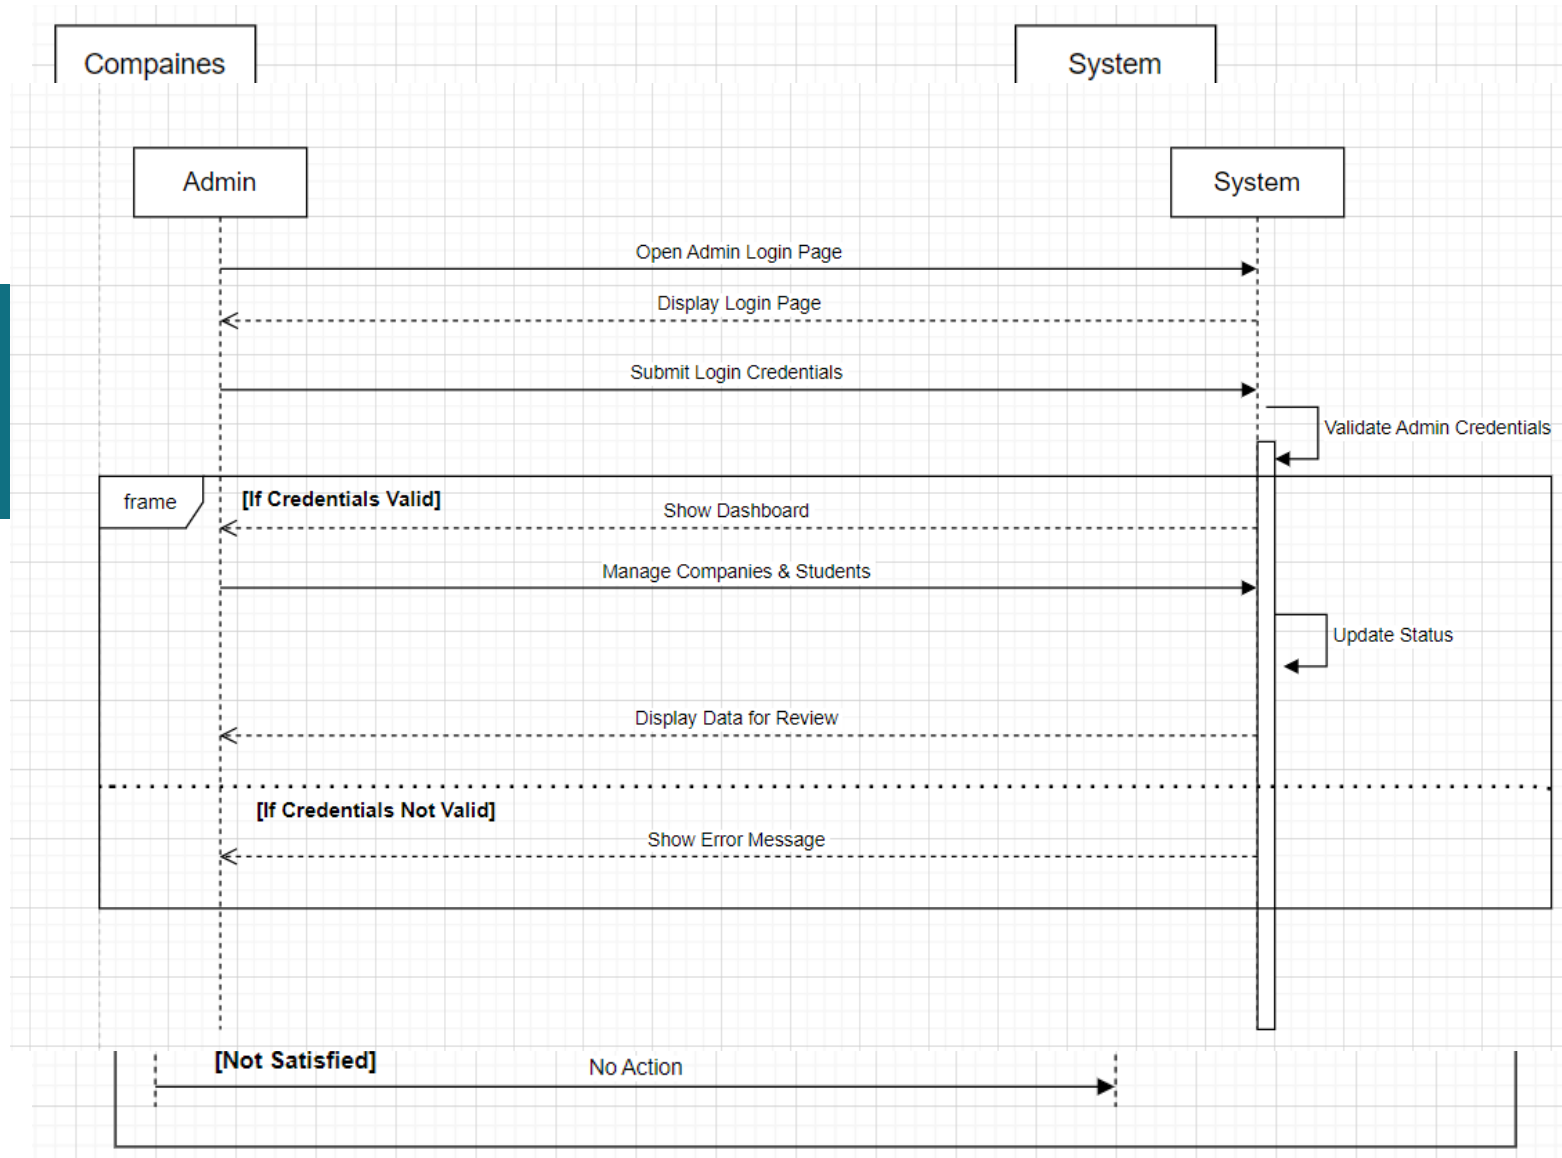 Compaines
System
Admin
System
Open Admin Login Page
Display Login Page
Submit Login Credentials
Validate Admin Credentials
frame
[If Credentials Valid]
Show Dashboard
Manage Companies & Students
Update Status
Display Data for Review
[If Credentials Not Valid]
Show Error Message
[Not Satisfied]
No Action